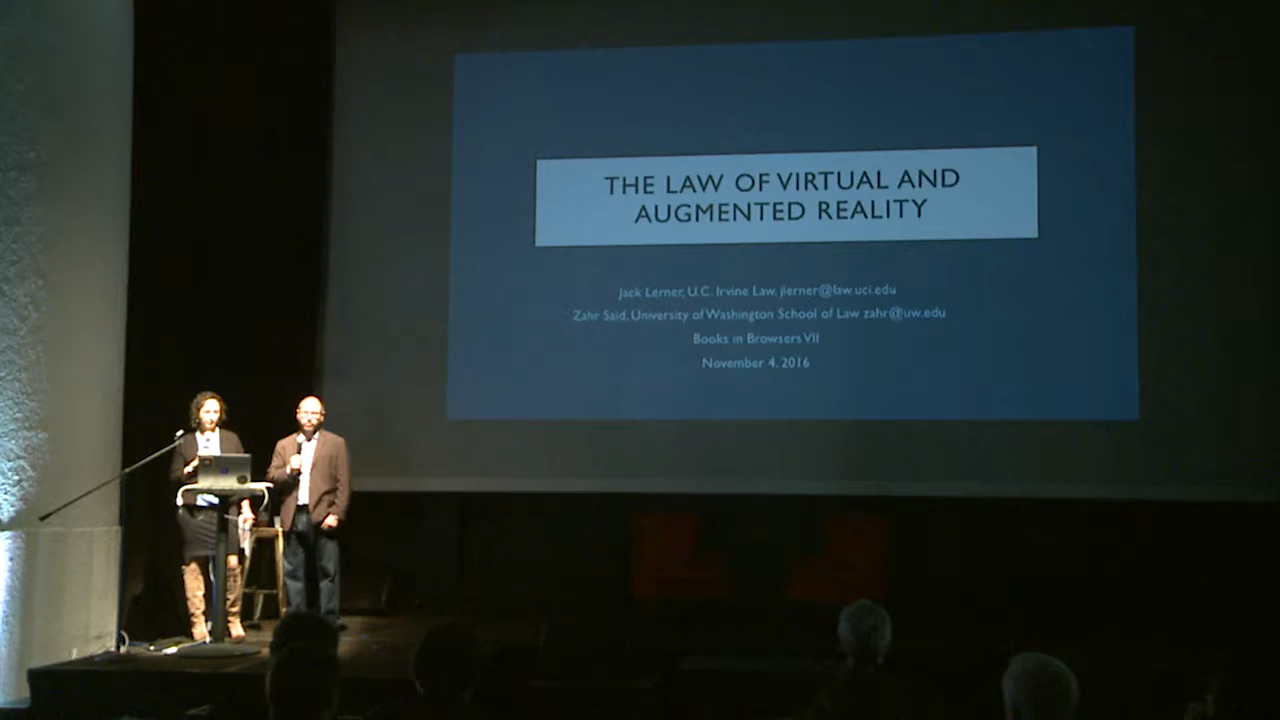 THE LAW OF VIRTUAL AND
AUGMENTED REALITY
Jack Lerner, U.C. Irvine Law, jlerner@law.uci.edu
Zahr Said, University of Washington School of Law zahr@uw.edu
Books in Browsers VII
November 4, 2016